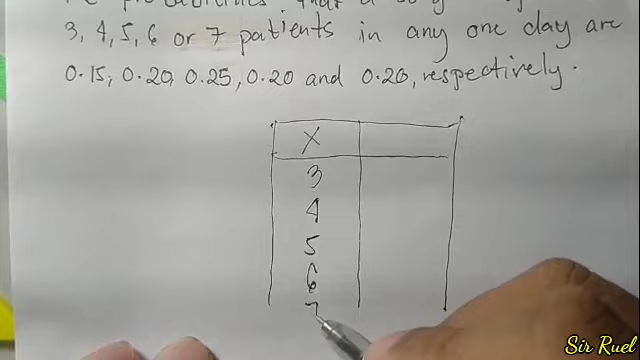 3, 4, 5, 6 or 7 patients in any one day are
0.15, 0.20, 0.25, 0.20 and 0.20, respectively.
X
3
4
5
6
7
Sir Ruel